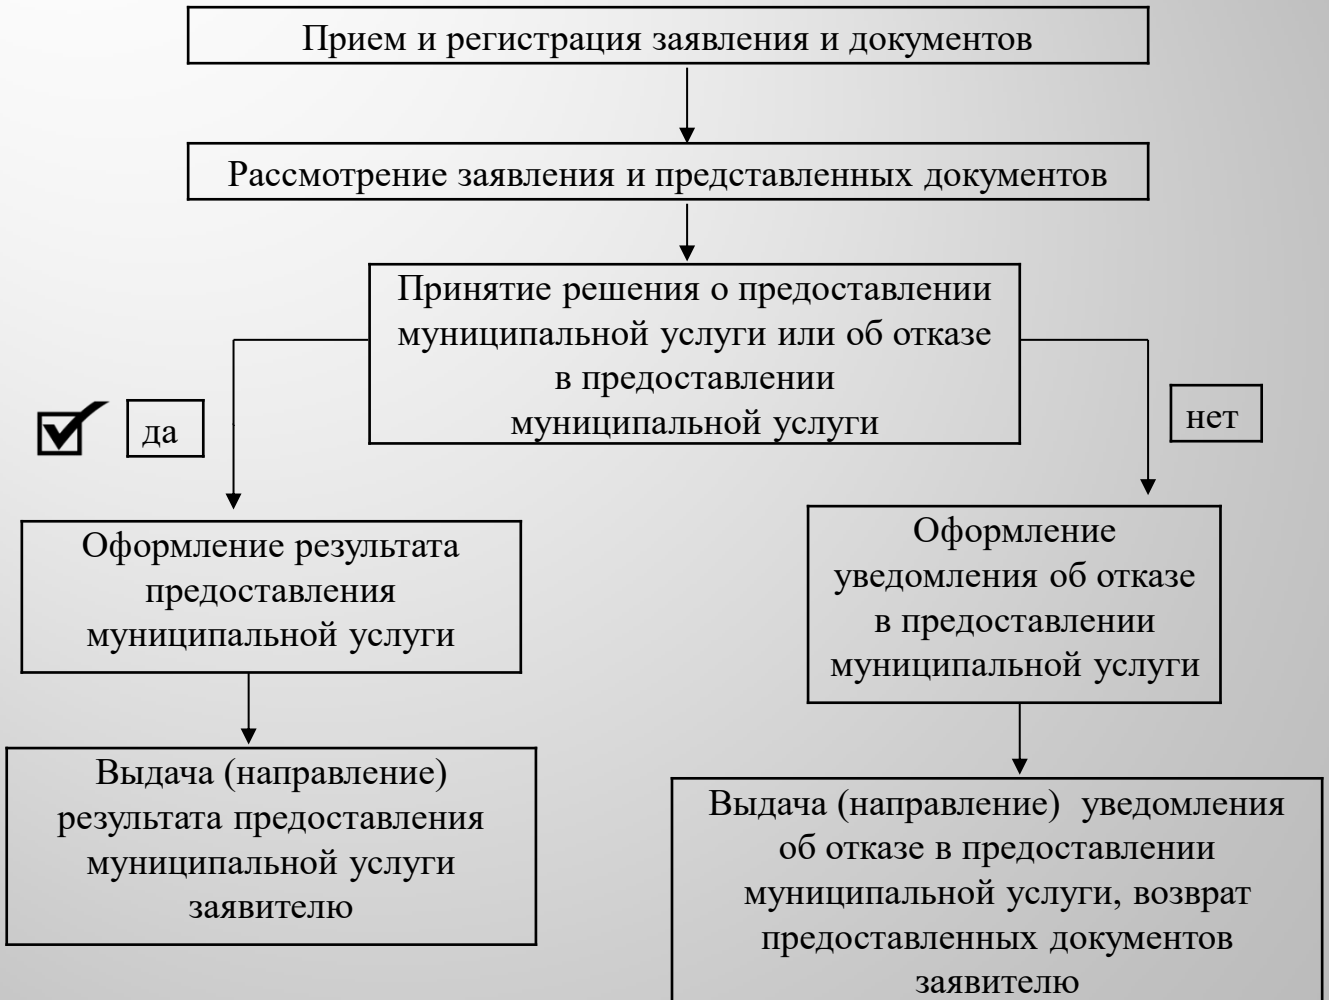 Прием и регистрация заявления и документов
Рассмотрение заявления и представленных документов
Принятие решения о предоставлении
муниципальной услуги или об отказе
в предоставлении
муниципальной услуги
да
нет
Оформление результата
предоставления
муниципальной услуги
Оформление
уведомления об отказе
в предоставлении
муниципальной услуги
Выдача (направление)
результата предоставления
муниципальной услуги
заявителю
Выдача (направление)  уведомления
об отказе в предоставлении
муниципальной услуги, возврат
предоставленных документов
заявителю